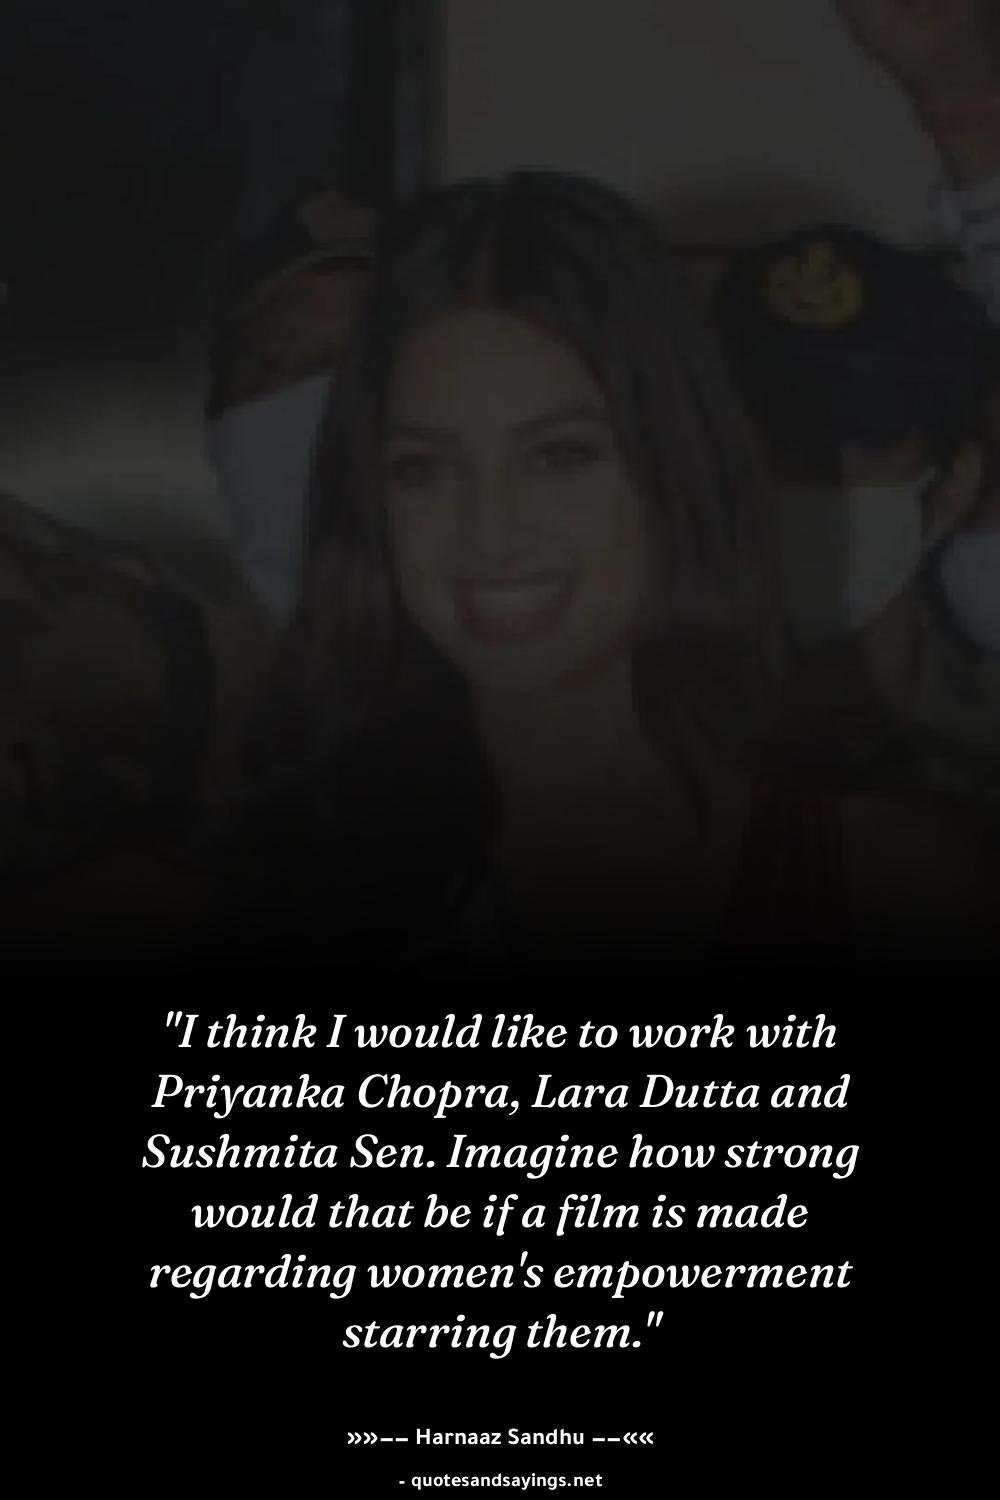 "I think I would like to work with
Priyanka Chopra, Lara Dutta and
Sushmita Sen. Imagine how strong
would that be if a film is made
regarding women's empowerment
starring them."
»»–– Harnaaz Sandhu ––««
- quotesandsayings.net